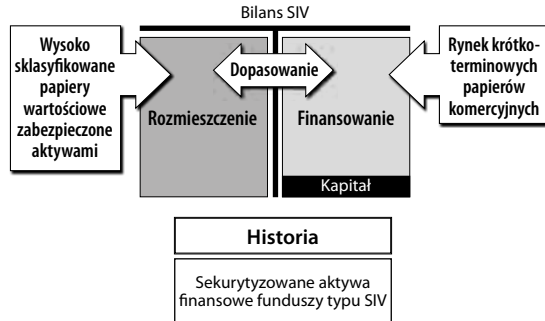 Bilans SIV
Wysoko
sklasyfikowane
papiery
wartościowe
zabezpieczone
aktywami
Rozmieszczenie
Dopasowanie
Finansowanie
Kapitał
Rynek krótko-
terminowych
papierów
komercyjnych
Historia
Sekurytyzowane aktywa
finansowe funduszy typu SIV